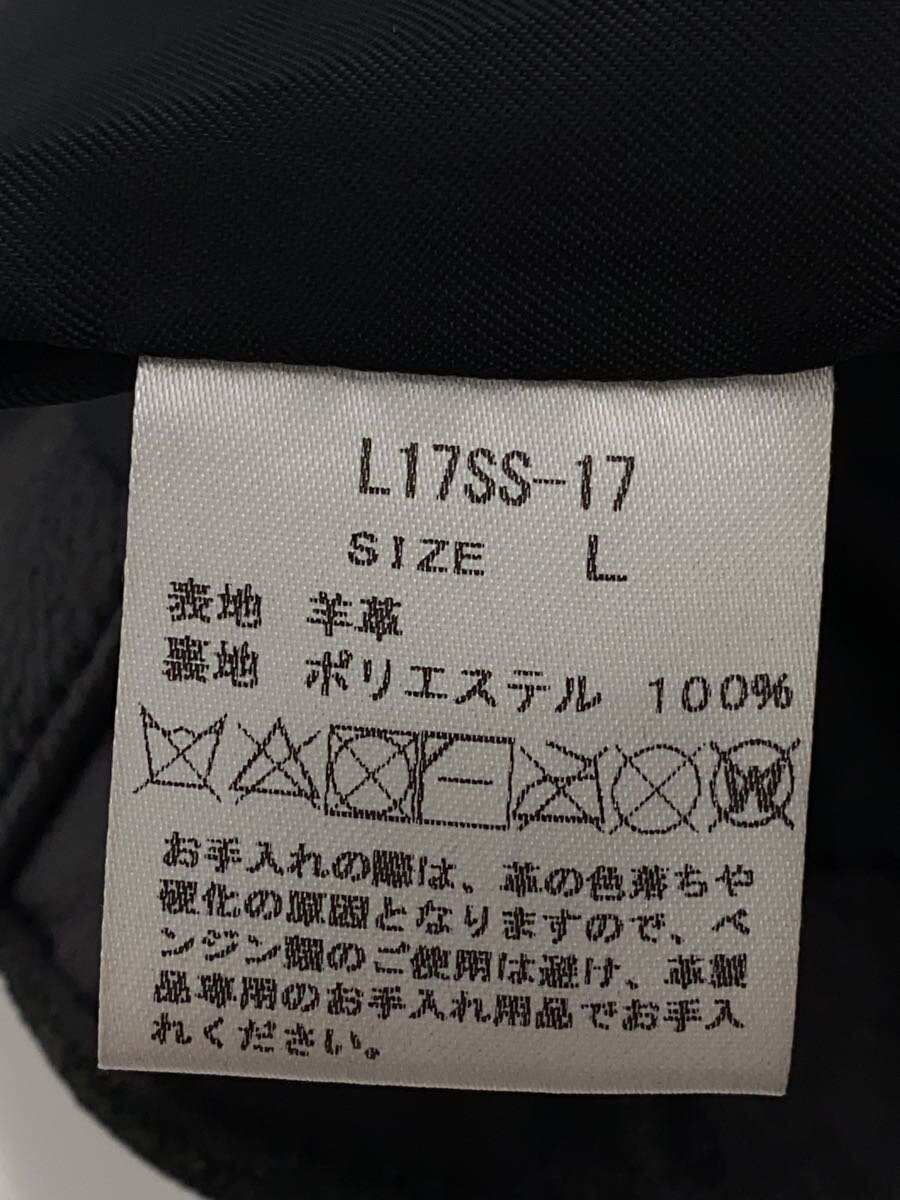 L17SS-17
SIZE L
表地 羊革
裏地 ポリエステル 100%
W
お手入れの際は、革の色落ちや
硬化の原因となりますので、ベ
ンジン類のご使用は避け、革製
品専用のお手入れ用品でお手入
れください。